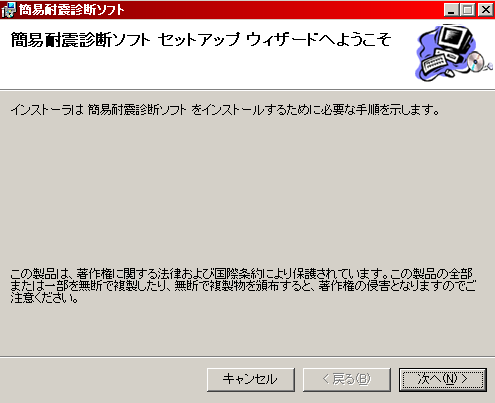 簡易耐震診断ソフト
簡易耐震診断ソフト セットアップ ウィザードへようこそ
インストーラは 簡易耐震診断ソフト をインストールするために必要な手順を示します。
この製品は、著作権に関する法律および国際条約により保護されています。この製品の全部
または一部を無断で複製したり、無断で複製物を頒布すると、著作権の侵害となりますのでご
注意ください。
キャンセル
< 戻る(B)
次へ(N) >